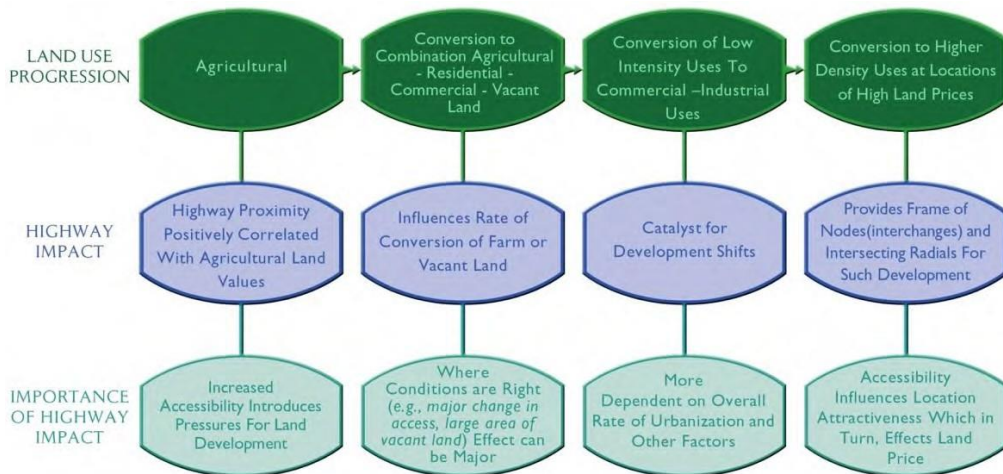 LAND USE
PROGRESSION
Agricultural
Conversion to
Combination Agricultural
- Residential -
Commercial - Vacant
Land
Conversion of Low
Intensity Uses To
Commercial –Industrial
Uses
Conversion to Higher
Density Uses at Locations
of High Land Prices
HIGHWAY
IMPACT
Highway Proximity
Positively Correlated
With Agricultural Land
Values
Influences Rate of
Conversion of Farm or
Vacant Land
Catalyst for
Development Shifts
Provides Frame of
Nodes(interchanges) and
Intersecting Radials For
Such Development
IMPORTANCE
OF HIGHWAY
IMPACT
Increased
Accessibility Introduces
Pressures For Land
Development
Where
Conditions are Right
(e.g., major change in
access, large area of
vacant land) Effect can
be Major
More
Dependent on Overall
Rate of Urbanization and
Other Factors
Accessibility
Influences Location
Attractiveness Which in
Turn, Effects Land
Price